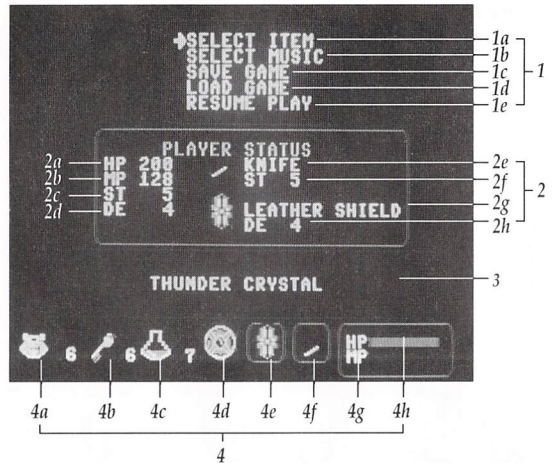 ➔SELECT ITEM 1a
SELECT MUSIC 1b
SAVE GAME 1c 1
LOAD GAME 1d
RESUME PLAY 1e
PLAYER STATUS
2a HP 200 KNIFE 2e
2b MP 128 ST 5 2f 2
2c ST 5
2d DE 4 LEATHER SHIELD 2g
DE 4 2h
THUNDER CRYSTAL 3
6 6 7 HP
MP
4a 4b 4c 4d 4e 4f 4g 4h
4